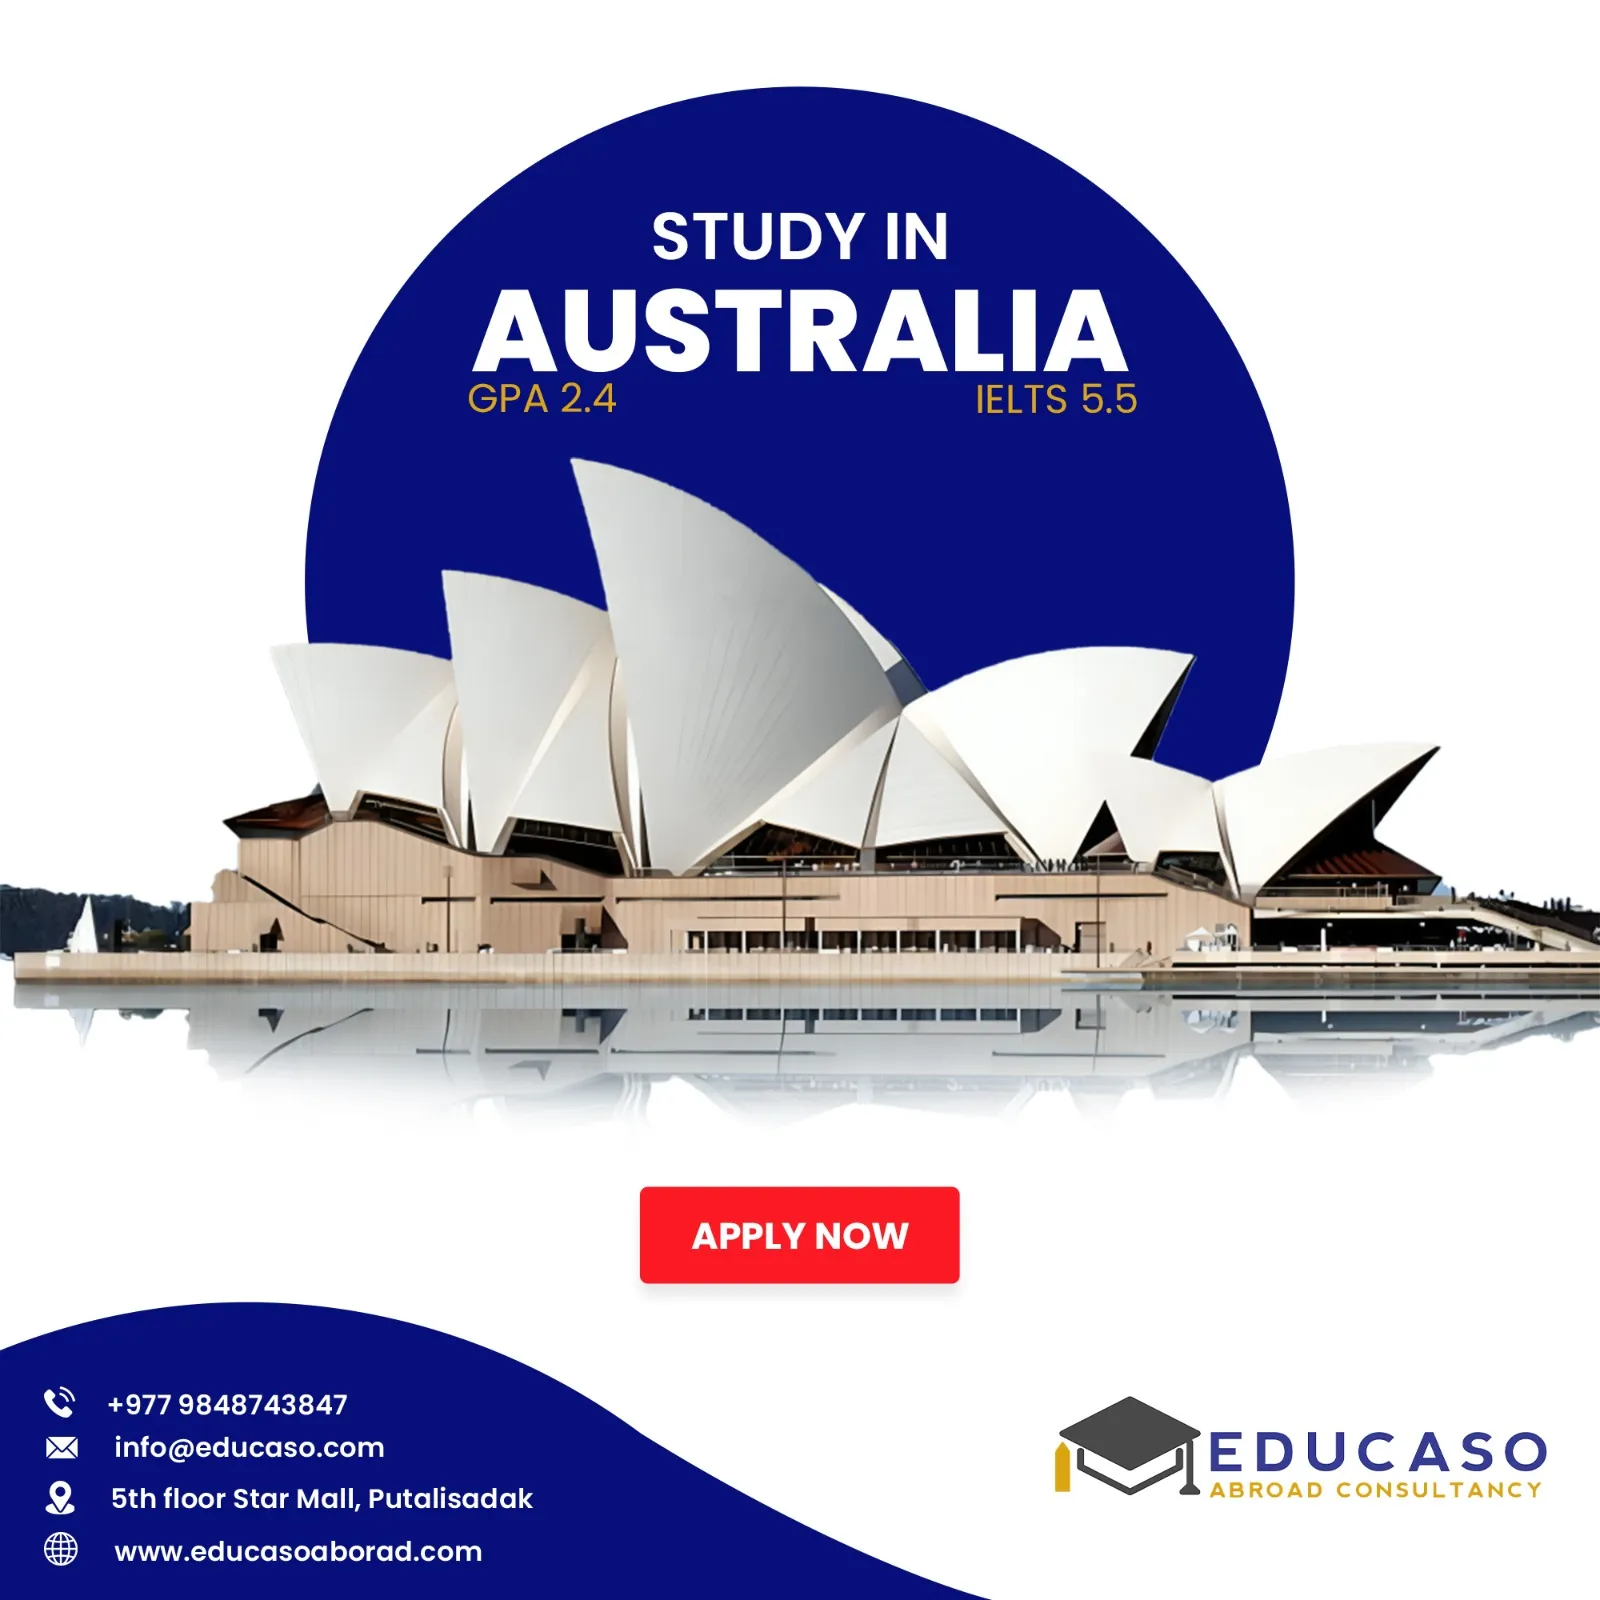 STUDY IN
AUSTRALIA
GPA 2.4 IELTS 5.5
APPLY NOW
+977 9848743847
info@educaso.com
5th floor Star Mall, Putalisadak
www.educasoaborad.com
EDUCASO
ABROAD CONSULTANCY